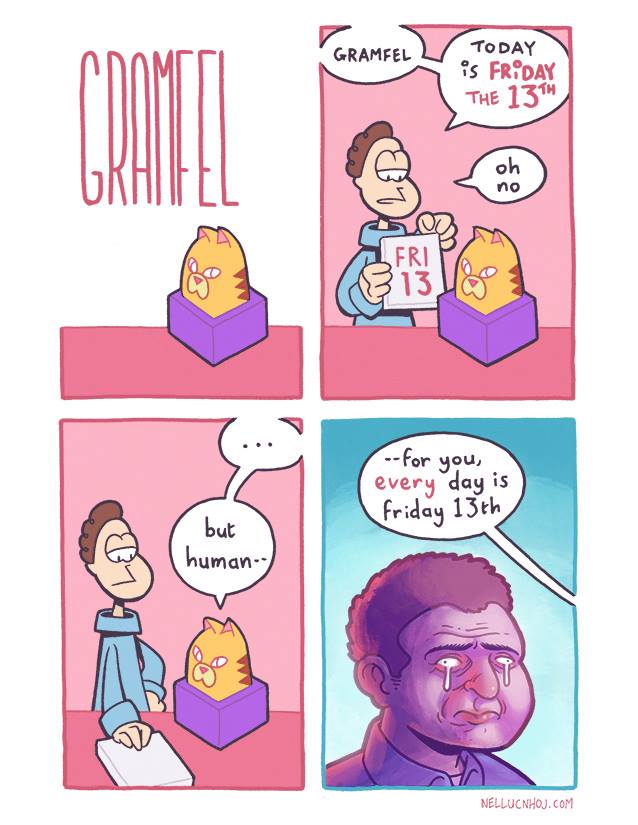 GRAMFEL
GRAMFEL
TODAY
is FRiDAY
THE 13TH
oh
no
FRI
13
...
but
human--
--for you,
every day is
friday 13th
NELLUCNHOJ.COM